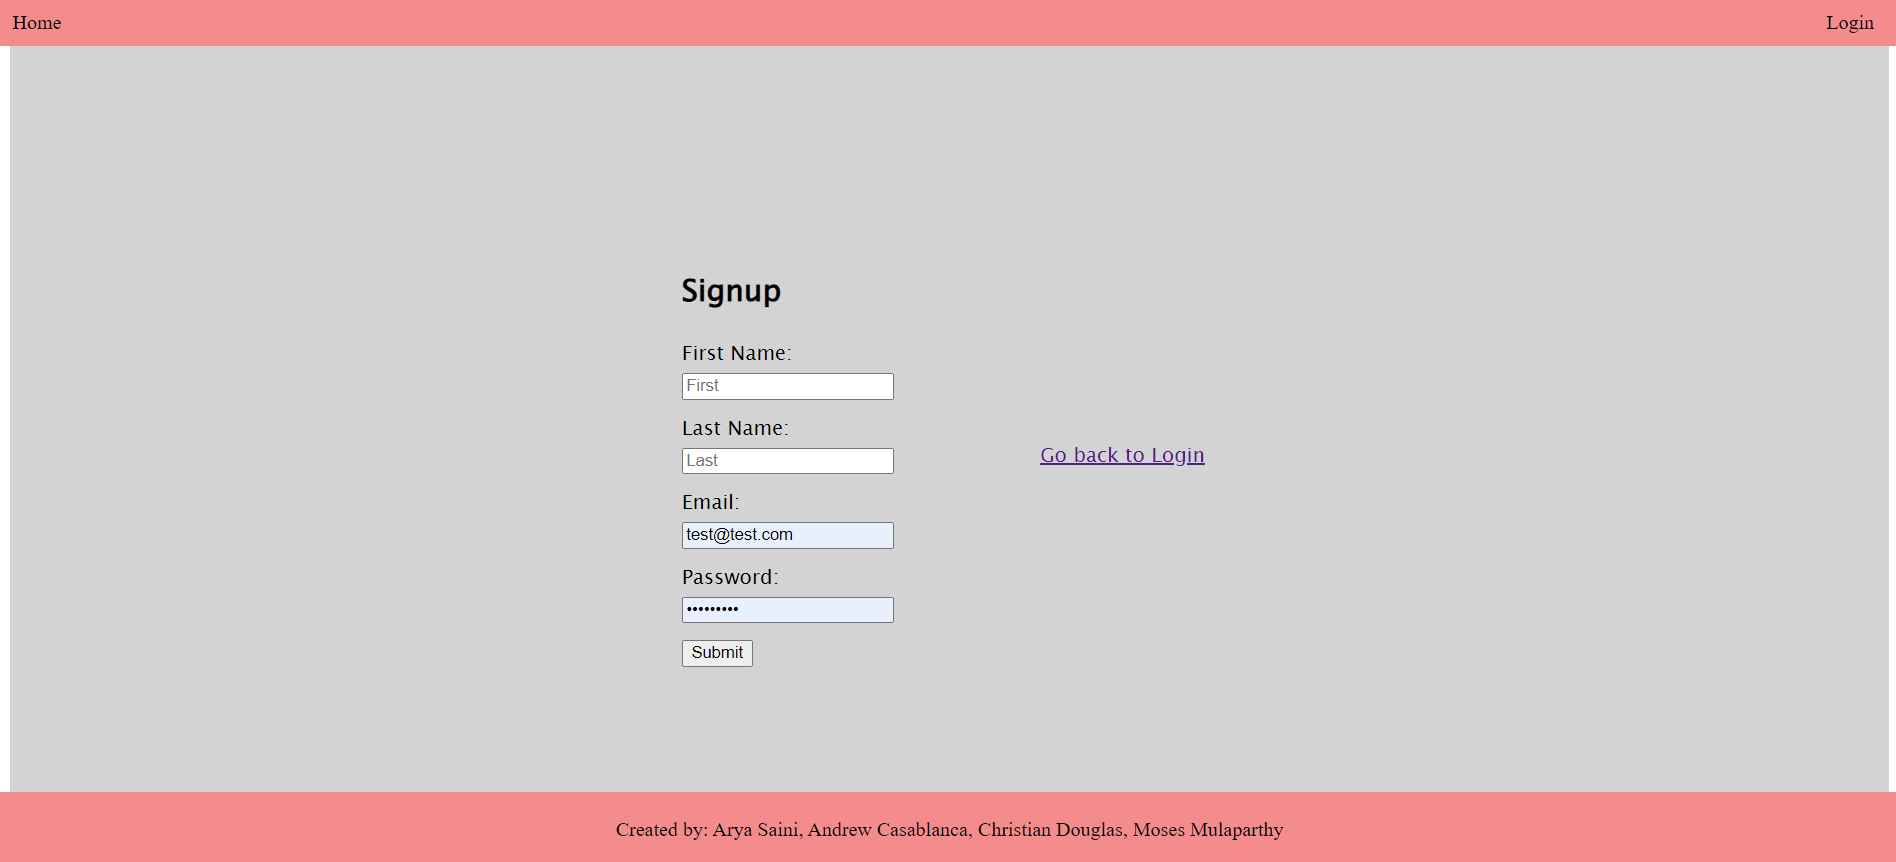 Home
Login
Signup
First Name:
First
Last Name:
Last
Go back to Login
Email:
test@test.com
Password:
•••••••••
Submit
Created by: Arya Saini, Andrew Casablanca, Christian Douglas, Moses Mulaparthy